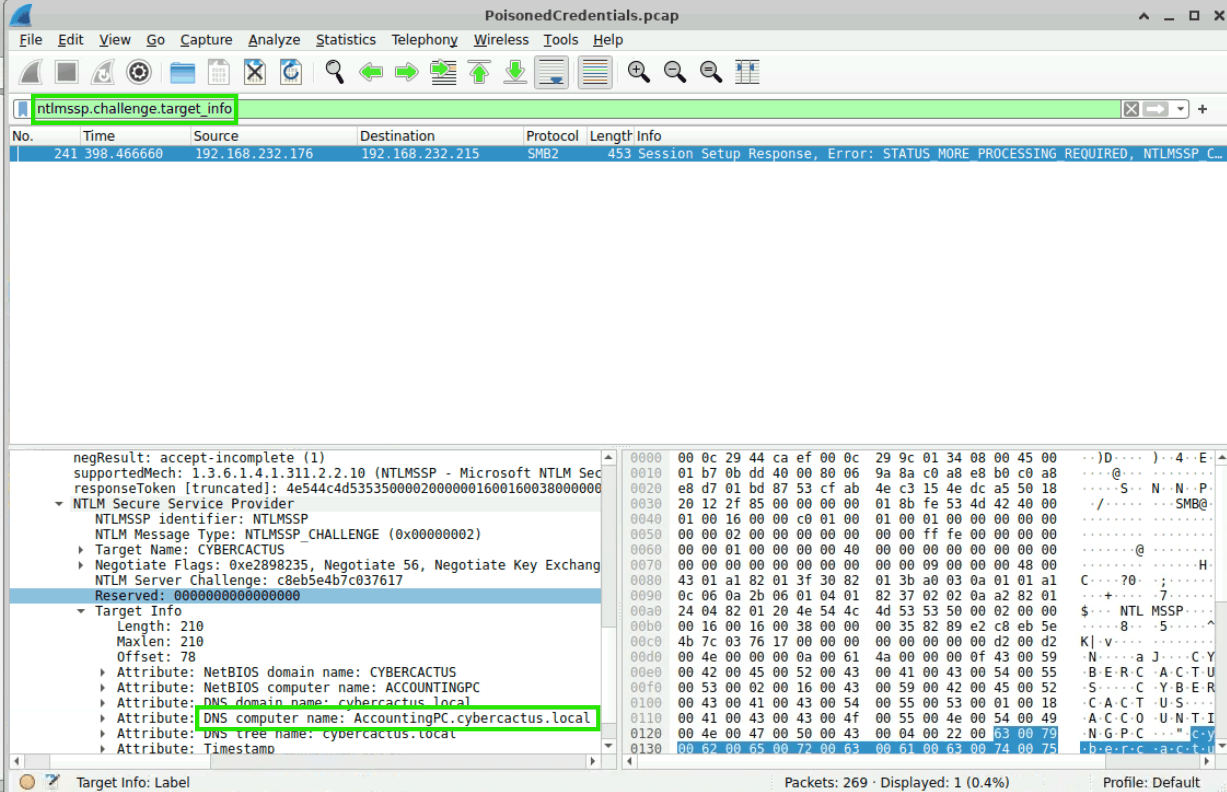 PoisonedCredentials.pcap
File Edit View Go Capture Analyze Statistics Telephony Wireless Tools Help
ntlmssp.challenge.target_info
No. Time Source Destination Protocol Length Info
241 398.466660 192.168.232.176 192.168.232.215 SMB2 453 Session Setup Response, Error: STATUS_MORE_PROCESSING_REQUIRED, NTLMSSP_C…
negResult: accept-incomplete (1)
supportedMech: 1.3.6.1.4.1.311.2.2.10 (NTLMSSP - Microsoft NTLM Sec
responseToken [truncated]: 4e544c4d535350000200000016001600380000000
NTLM Secure Service Provider
NTLMSSP identifier: NTLMSSP
NTLM Message Type: NTLMSSP_CHALLENGE (0x00000002)
Target Name: CYBERCACTUS
Negotiate Flags: 0xe2898235, Negotiate 56, Negotiate Key Exchang
NTLM Server Challenge: c8eb5e4b7c037617
Reserved: 0000000000000000
Target Info
Length: 210
Maxlen: 210
Offset: 78
Attribute: NetBIOS domain name: CYBERCACTUS
Attribute: NetBIOS computer name: ACCOUNTINGPC
Attribute: DNS domain name: cybercactus.local
Attribute: DNS computer name: AccountingPC.cybercactus.local
Attribute: DNS tree name: cybercactus.local
Attribute: Timestamp
0000 00 0c 29 44 ca ef 00 0c 29 9c 01 34 08 00 45 00 ··)D···· )··4··E·
0010 01 b7 0b dd 40 00 80 06 9a 8a c0 a8 e8 b0 c0 a8
0020 e8 d7 01 bd 87 53 cf ab 4e c3 15 4e dc a5 50 18
0030 20 12 2f 85 00 00 00 00 01 8b fe 53 4d 42 40 00
0040 01 00 16 00 00 c0 01 00 01 00 01 00 00 00 00 00
0050 00 00 02 00 00 00 00 00 00 00 ff fe 00 00 00 00
0060 00 00 01 00 00 00 00 40 00 00 00 00 00 00 00 00
0070 00 00 00 00 00 00 00 00 00 00 09 00 00 00 48 00
0080 43 01 a1 82 01 3f 30 82 01 3b a0 03 0a 01 01 a1
0090 0c 06 0a 2b 06 01 04 01 82 37 02 02 0a a2 82 01
00a0 24 04 82 01 20 4e 54 4c 4d 53 53 50 00 02 00 00
00b0 00 16 00 16 00 38 00 00 00 35 82 89 e2 c8 eb 5e
00c0 4b 7c 03 76 17 00 00 00 00 00 00 00 00 d2 00 d2
00d0 00 4e 00 00 00 0a 00 61 4a 00 00 00 0f 43 00 59
00e0 00 42 00 45 00 52 00 43 00 41 00 43 00 54 00 55
00f0 00 53 00 02 00 16 00 43 00 59 00 42 00 45 00 52
0100 00 43 00 41 00 43 00 54 00 55 00 53 00 01 00 18
0110 00 41 00 43 00 43 00 4f 00 55 00 4e 00 54 00 49
0120 00 4e 00 47 00 50 00 43 00 04 00 22 00 63 00 79
0130 00 62 00 65 00 72 00 63 00 61 00 63 00 74 00 75
Target Info: Label
Packets: 269 · Displayed: 1 (0.4%)
Profile: Default